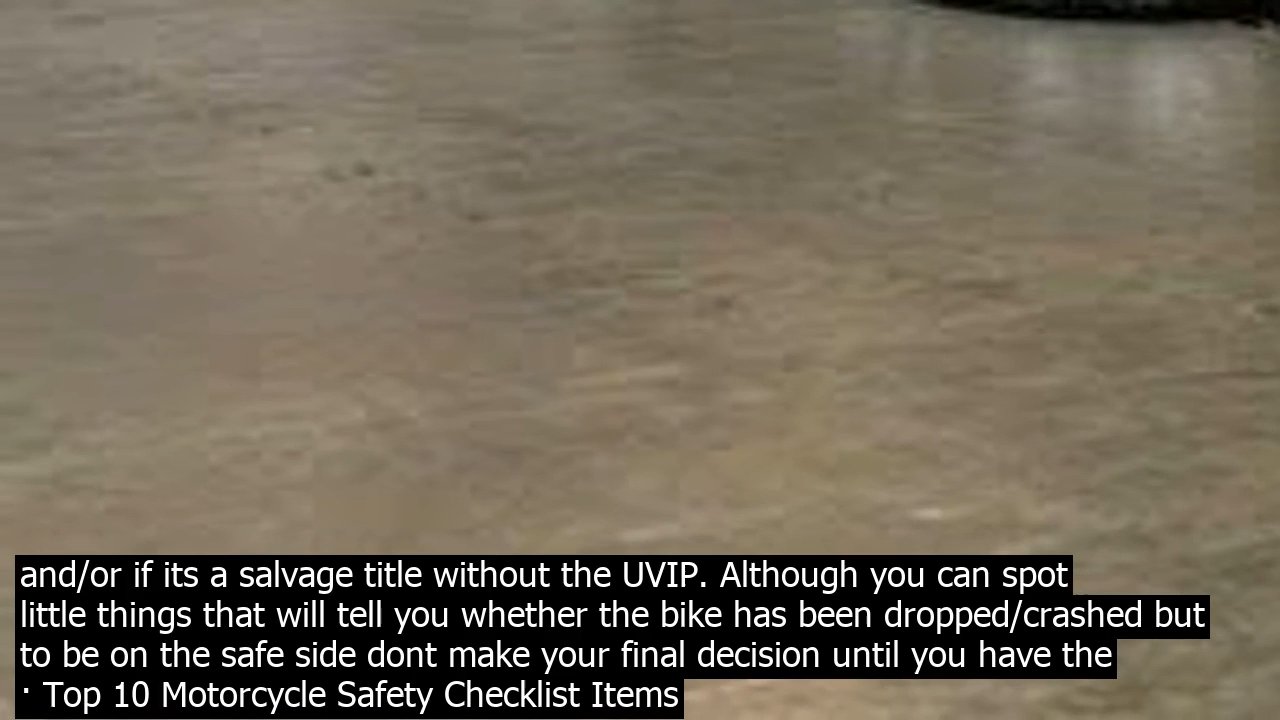 and/or if its a salvage title without the UVIP. Although you can spot
little things that will tell you whether the bike has been dropped/crashed but
to be on the safe side dont make your final decision until you have the
· Top 10 Motorcycle Safety Checklist Items